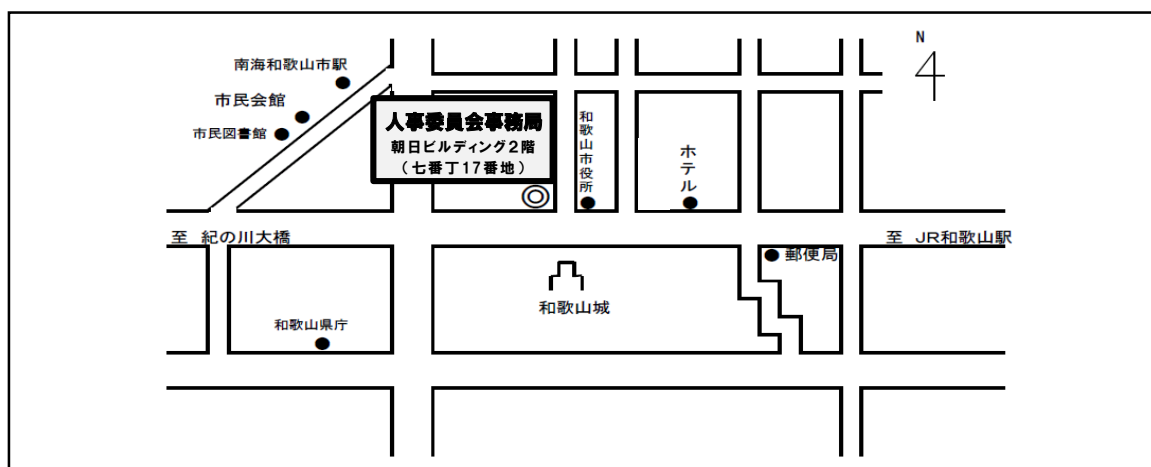 N
南海和歌山市駅
市民会館
市民図書館
人事委員会事務局
朝日ビルディング２階
（七番丁17番地）
和歌山市役所
ホテル
至 紀の川大橋
至 JR和歌山駅
郵便局
和歌山城
和歌山県庁